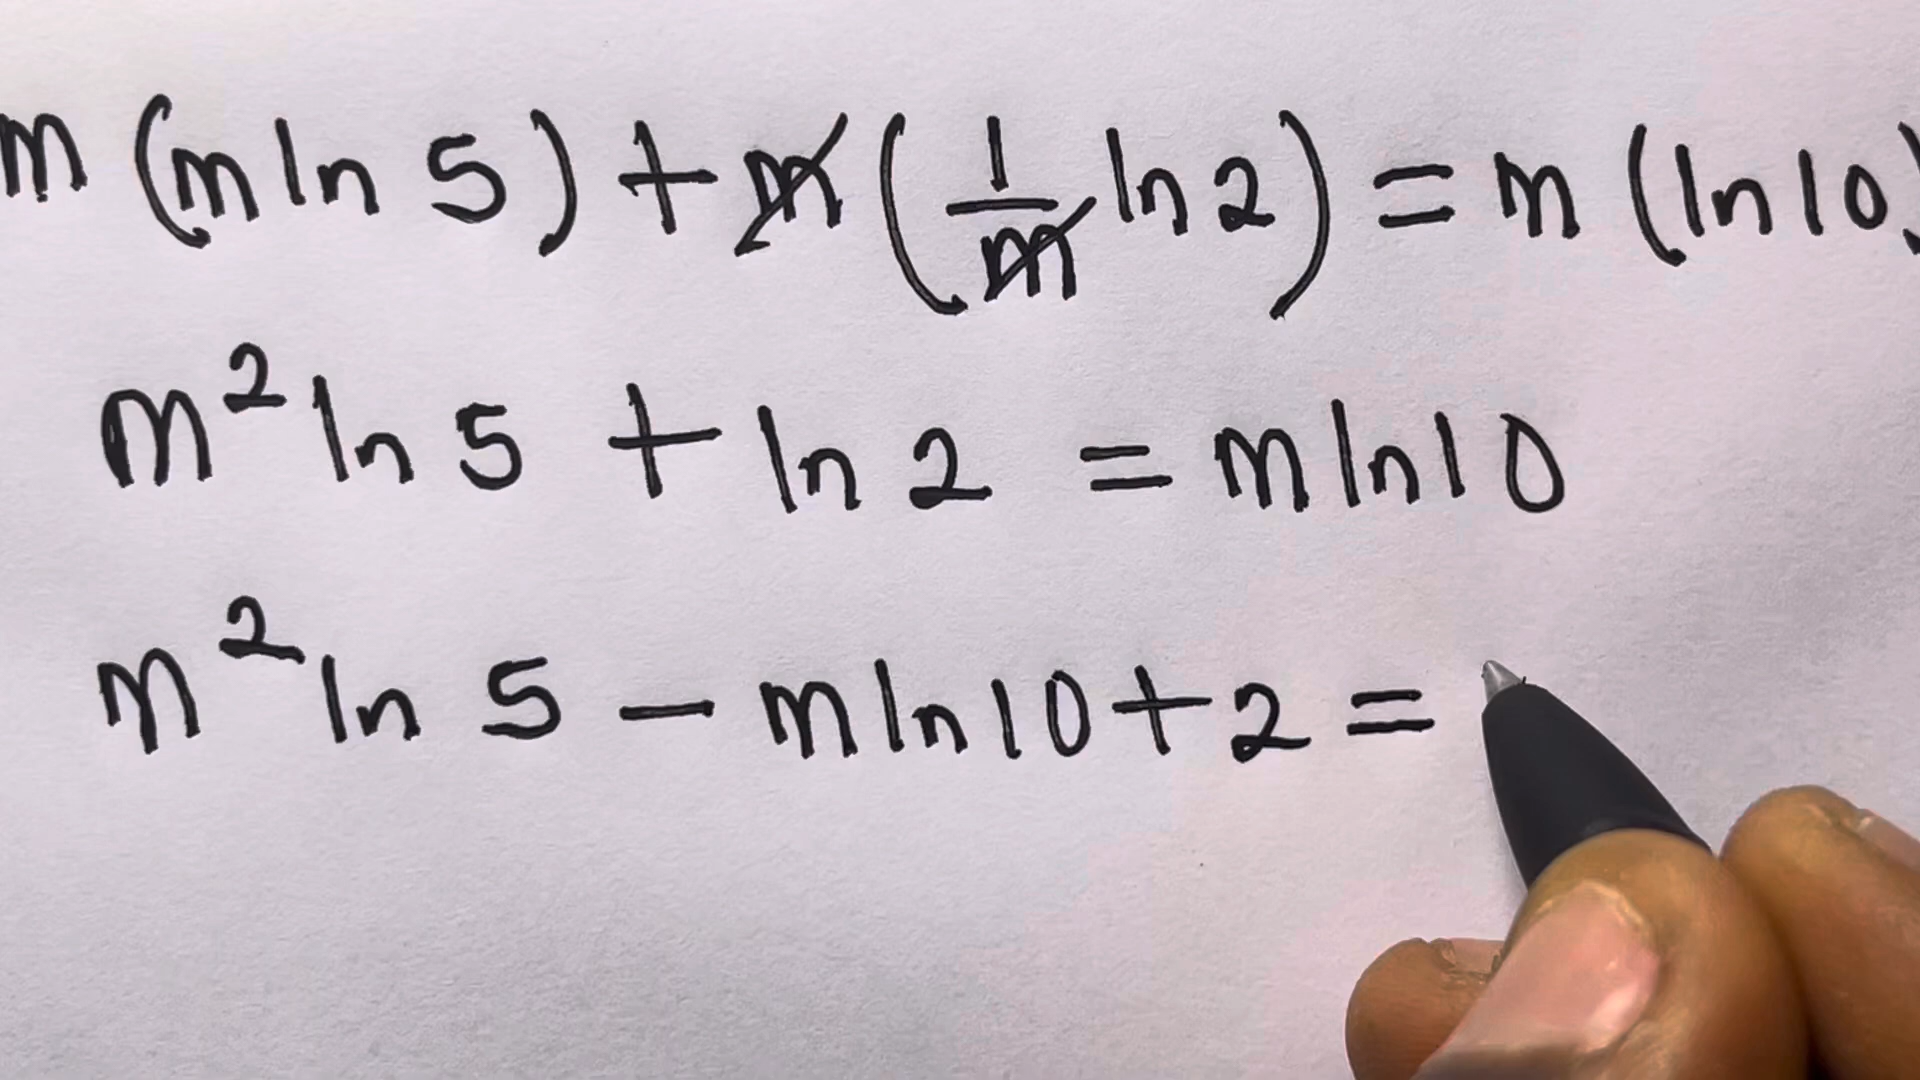 m (m ln 5) + m (1/m ln 2) = m (ln 10)
m² ln 5 + ln 2 = m ln 10
m² ln 5 - m ln 10 + 2 =